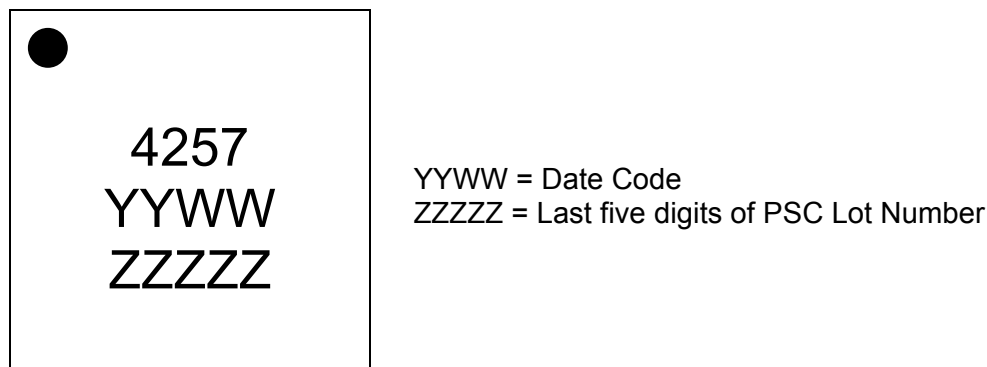 4257
YYWW
ZZZZZ
YYWW = Date Code
ZZZZZ = Last five digits of PSC Lot Number